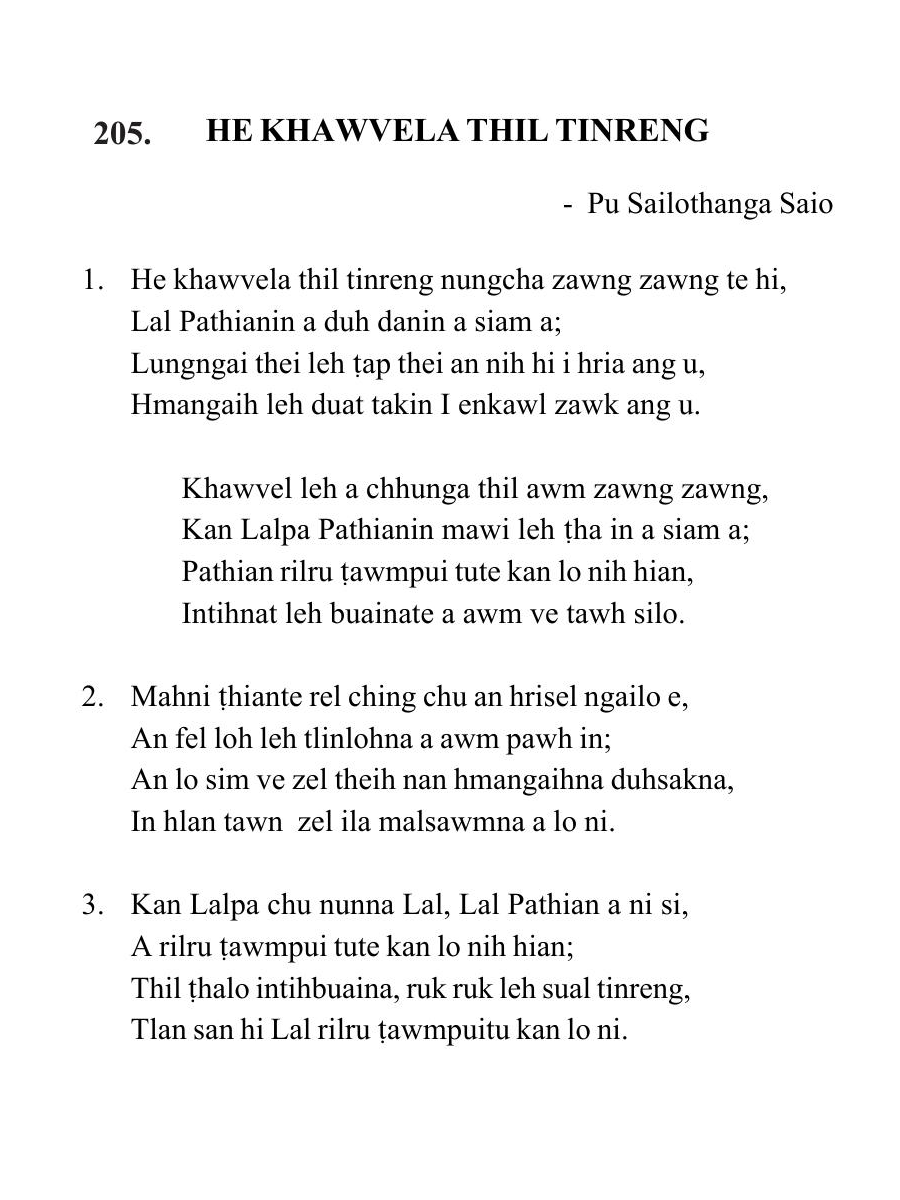 205. HE KHAWVELA THIL TINRENG
- Pu Sailothanga Saio
1. He khawvela thil tinreng nungcha zawng zawng te hi,
Lal Pathianin a duh danin a siam a;
Lungngai thei leh ṭap thei an nih hi i hria ang u,
Hmangaih leh duat takin I enkawl zawk ang u.
Khawvel leh a chhunga thil awm zawng zawng,
Kan Lalpa Pathianin mawi leh ṭha in a siam a;
Pathian rilru ṭawmpui tute kan lo nih hian,
Intihnat leh buainate a awm ve tawh silo.
2. Mahni ṭhiante rel ching chu an hrisel ngailo e,
An fel loh leh tlinlohna a awm pawh in;
An lo sim ve zel theih nan hmangaihna duhsakna,
In hlan tawn zel ila malsawmna a lo ni.
3. Kan Lalpa chu nunna Lal, Lal Pathian a ni si,
A rilru ṭawmpui tute kan lo nih hian;
Thil ṭhalo intihbuaina, ruk ruk leh sual tinreng,
Tlan san hi Lal rilru ṭawmpuitu kan lo ni.